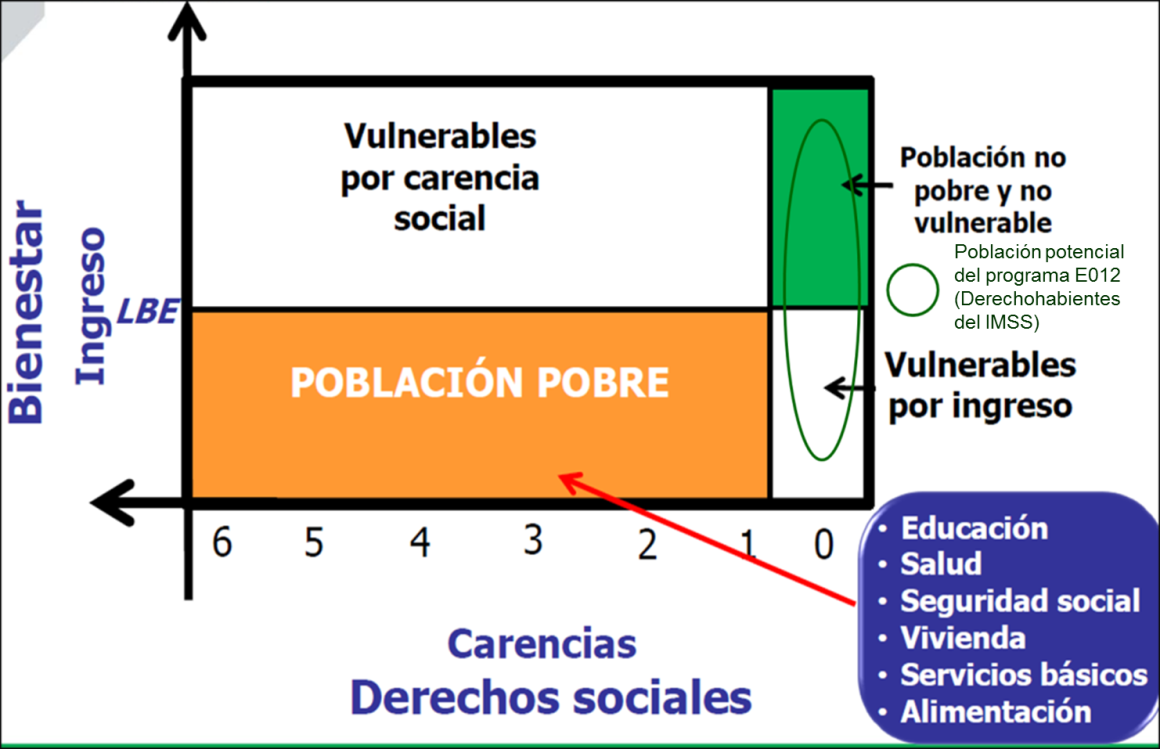 Vulnerables
por carencia
social
Población no
pobre y no
vulnerable
Población potencial
del programa E012
(Derechohabientes
del IMSS)
Bienestar
Ingreso
LBE
POBLACIÓN POBRE
Vulnerables
por ingreso
6 5 4 3 2 1 0
Carencias
Derechos sociales
• Educación
• Salud
• Seguridad social
• Vivienda
• Servicios básicos
• Alimentación